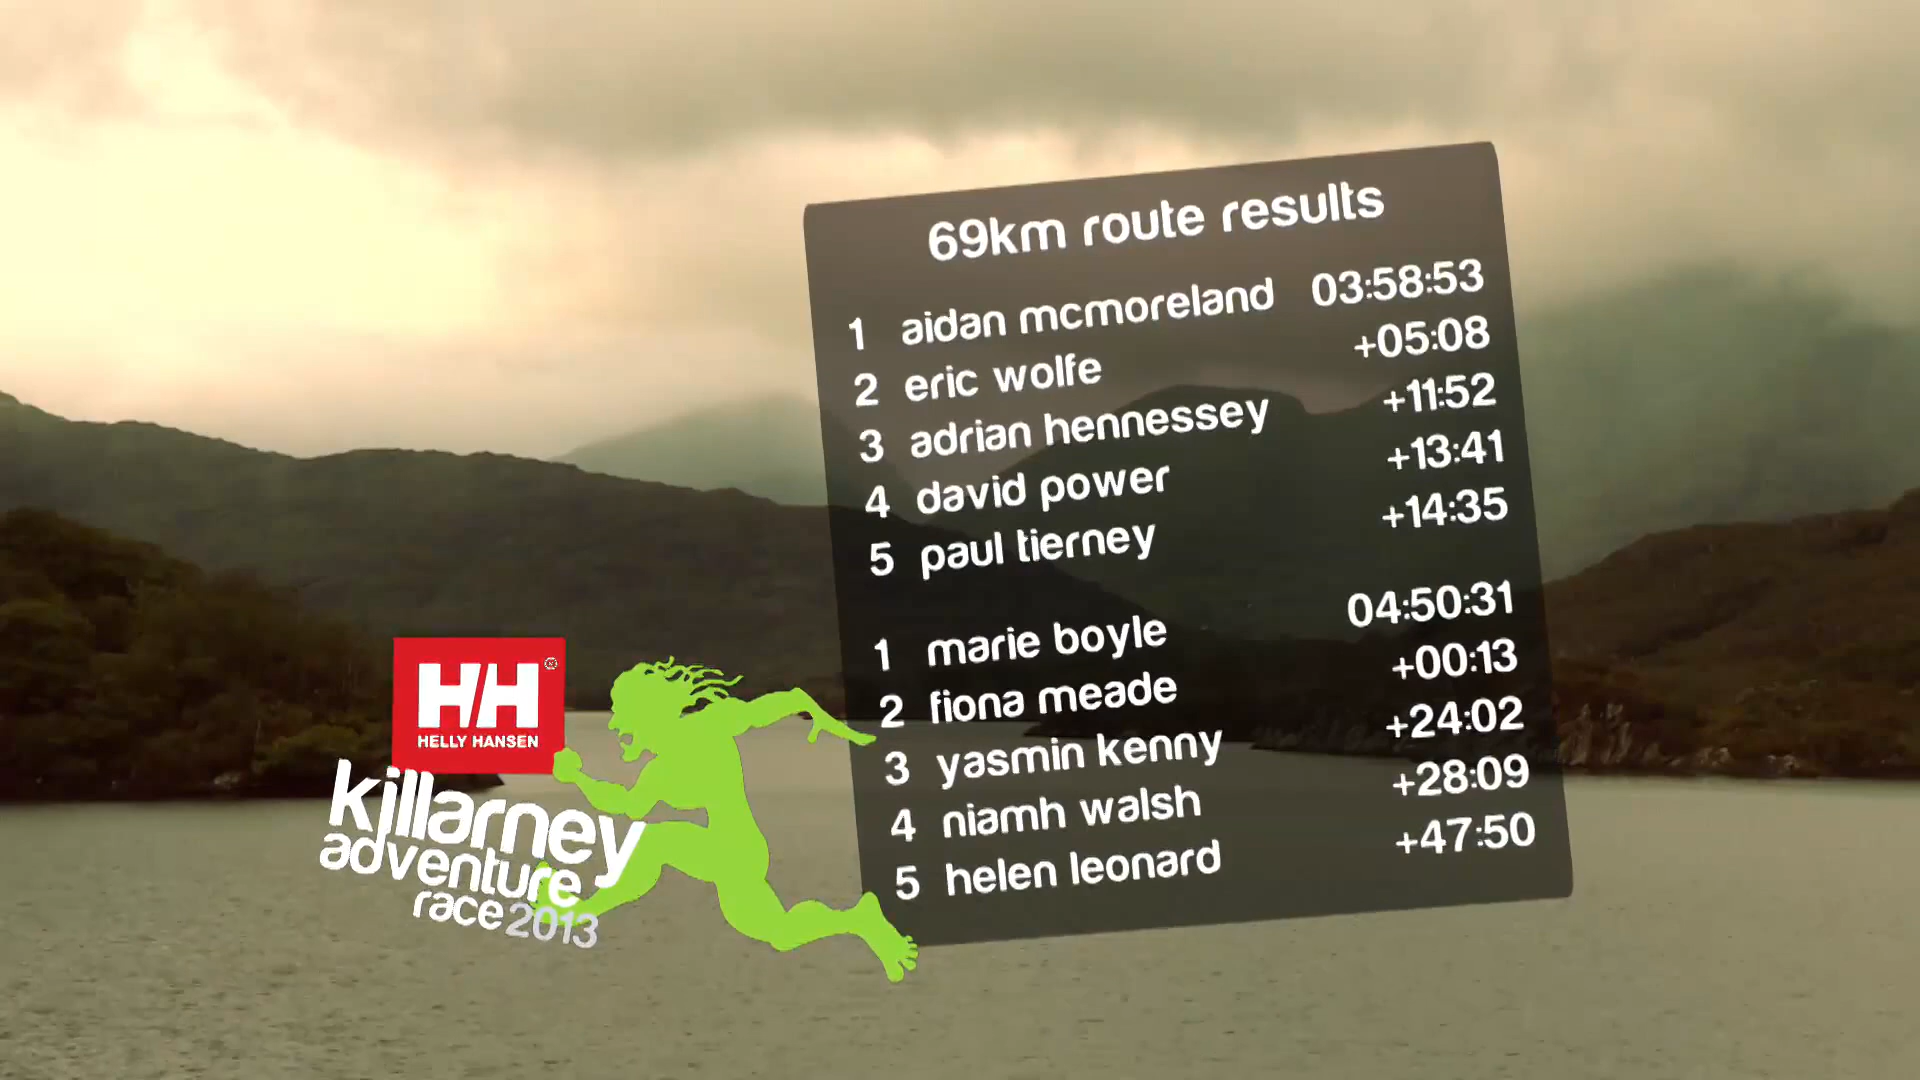 69km route results
1 aidan mcmoreland 03:58:53
2 eric wolfe +05:08
3 adrian hennessey +11:52
4 david power +13:41
5 paul tierney +14:35
1 marie boyle 04:50:31
2 fiona meade +00:13
3 yasmin kenny +24:02
4 niamh walsh +28:09
5 helen leonard +47:50
HH®
HELLY HANSEN
killarney
adventure
race2013